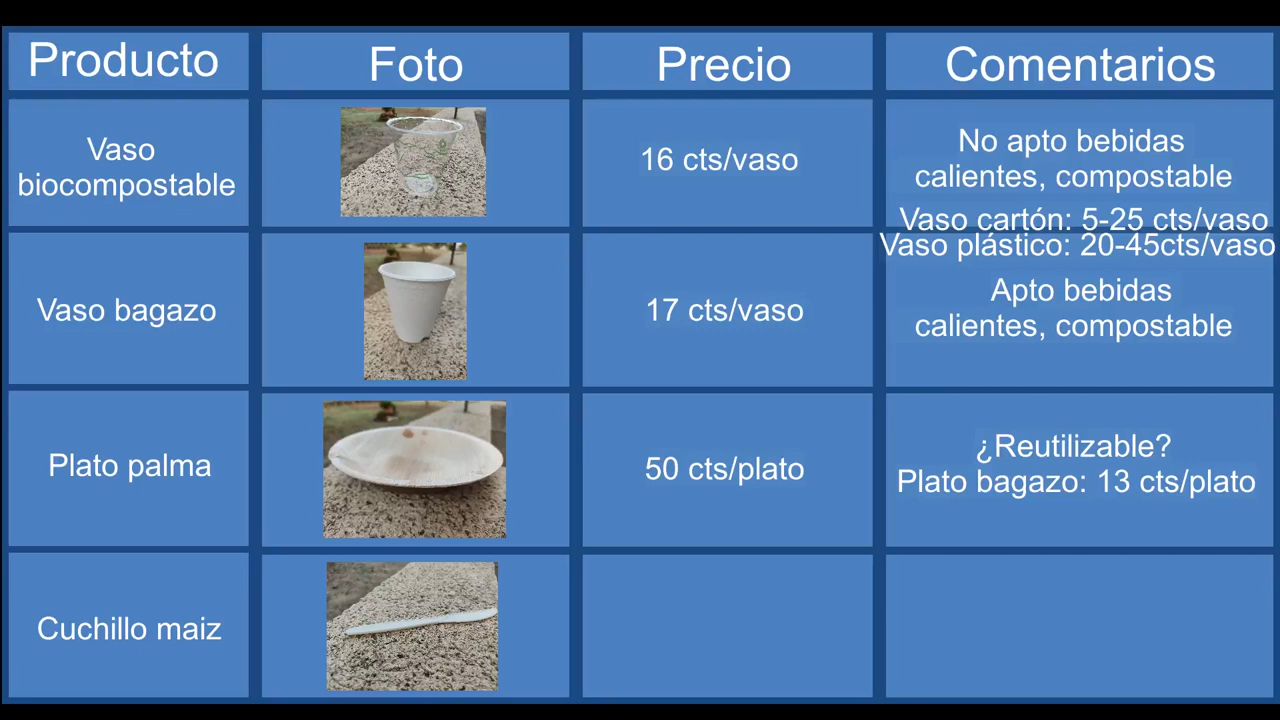 Producto
Foto
Precio
Comentarios
Vaso
biocompostable
16 cts/vaso
No apto bebidas
calientes, compostable
Vaso cartón: 5-25 cts/vaso
Vaso plástico: 20-45cts/vaso
Vaso bagazo
17 cts/vaso
Apto bebidas
calientes, compostable
Plato palma
50 cts/plato
¿Reutilizable?
Plato bagazo: 13 cts/plato
Cuchillo maiz